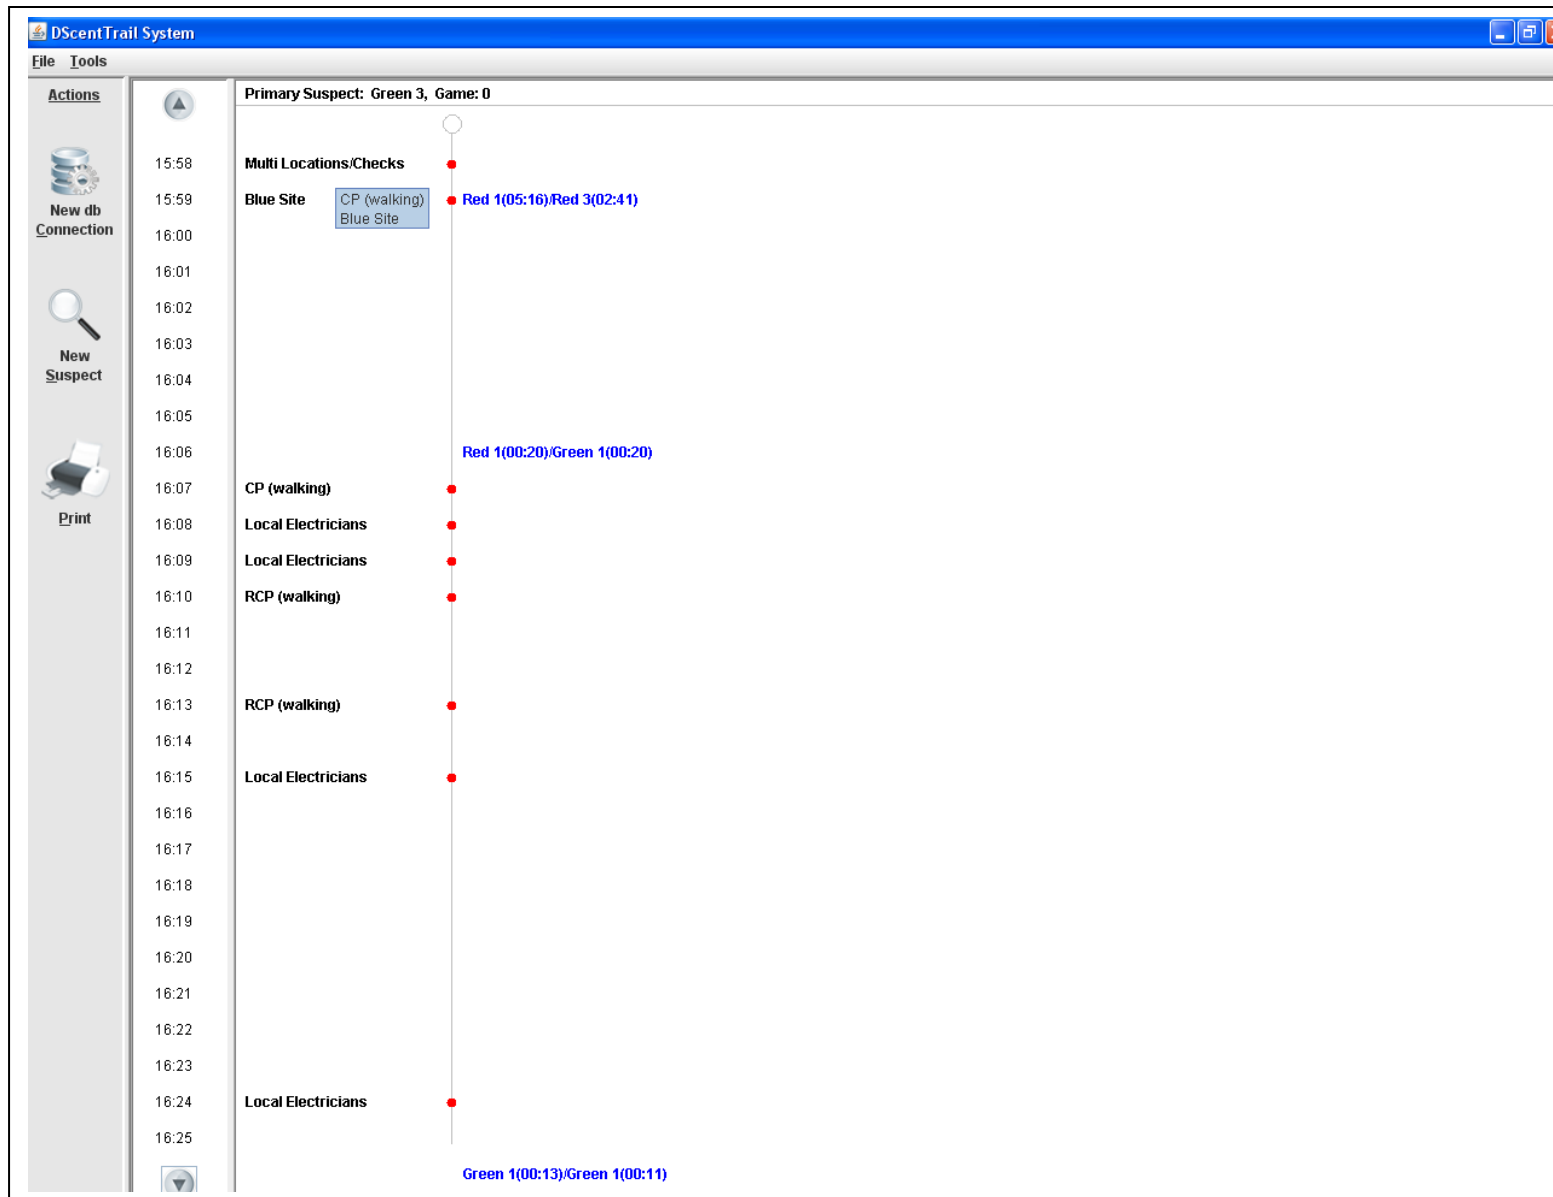 DScentTrail System
File Tools
Actions
New db
Connection
New
Suspect
Print
Primary Suspect: Green 3, Game: 0
15:58 Multi Locations/Checks
15:59 Blue Site CP (walking) Red 1(05:16)/Red 3(02:41)
Blue Site
16:00
16:01
16:02
16:03
16:04
16:05
16:06 Red 1(00:20)/Green 1(00:20)
16:07 CP (walking)
16:08 Local Electricians
16:09 Local Electricians
16:10 RCP (walking)
16:11
16:12
16:13 RCP (walking)
16:14
16:15 Local Electricians
16:16
16:17
16:18
16:19
16:20
16:21
16:22
16:23
16:24 Local Electricians
16:25
Green 1(00:13)/Green 1(00:11)